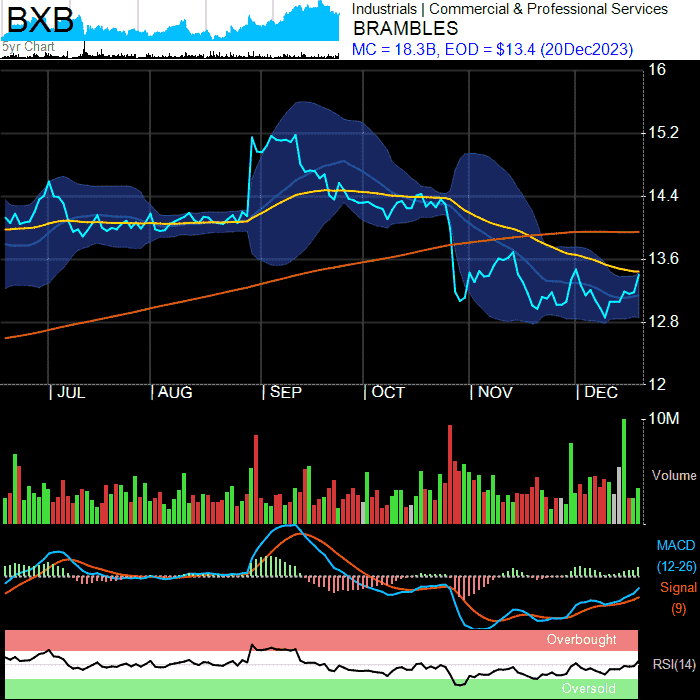 BXB
5yr Chart
Industrials | Commercial & Professional Services
BRAMBLES
MC = 18.3B, EOD = $13.4 (20Dec2023)
16
15.2
14.4
13.6
12.8
12
| JUL | AUG | SEP | OCT | NOV | DEC
10M
Volume
MACD
(12-26)
Signal
(9)
Overbought
RSI(14)
Oversold